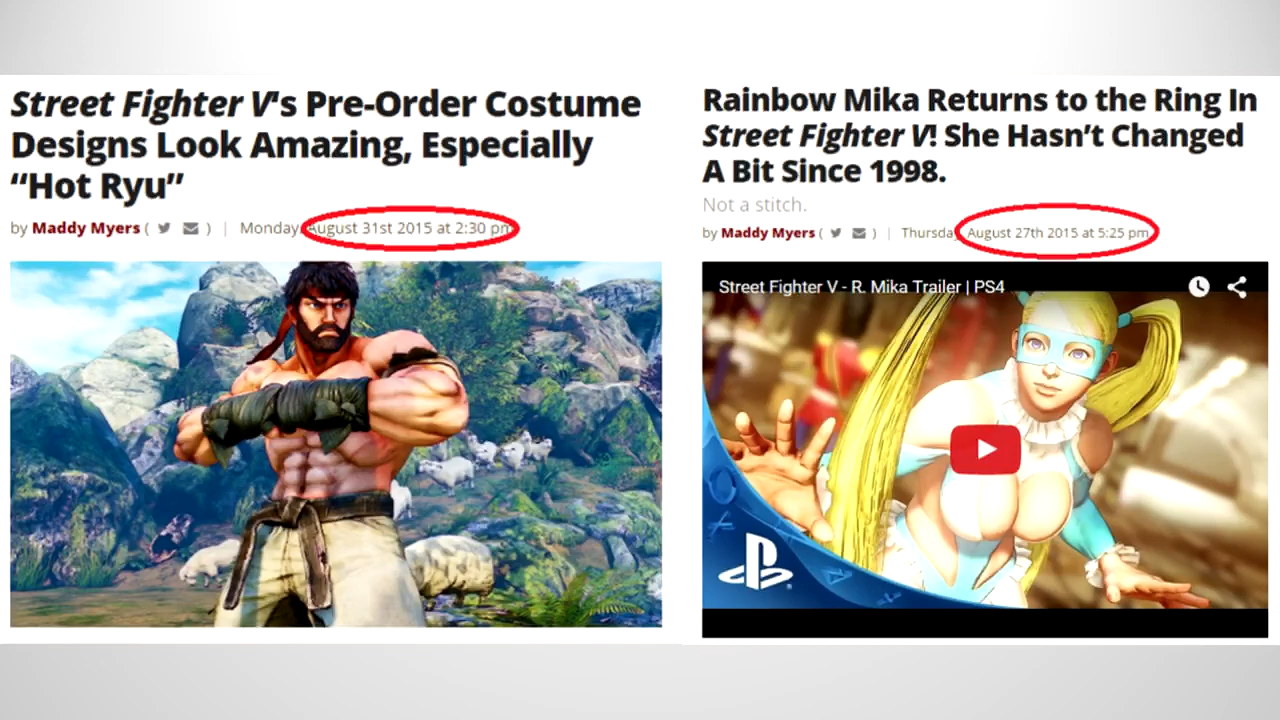 Street Fighter V's Pre-Order Costume
Designs Look Amazing, Especially
“Hot Ryu”
by Maddy Myers ( ) | Monday, August 31st 2015 at 2:30 pm
Rainbow Mika Returns to the Ring In
Street Fighter V! She Hasn’t Changed
A Bit Since 1998.
Not a stitch.
by Maddy Myers ( ) | Thursday, August 27th 2015 at 5:25 pm
Street Fighter V - R. Mika Trailer | PS4